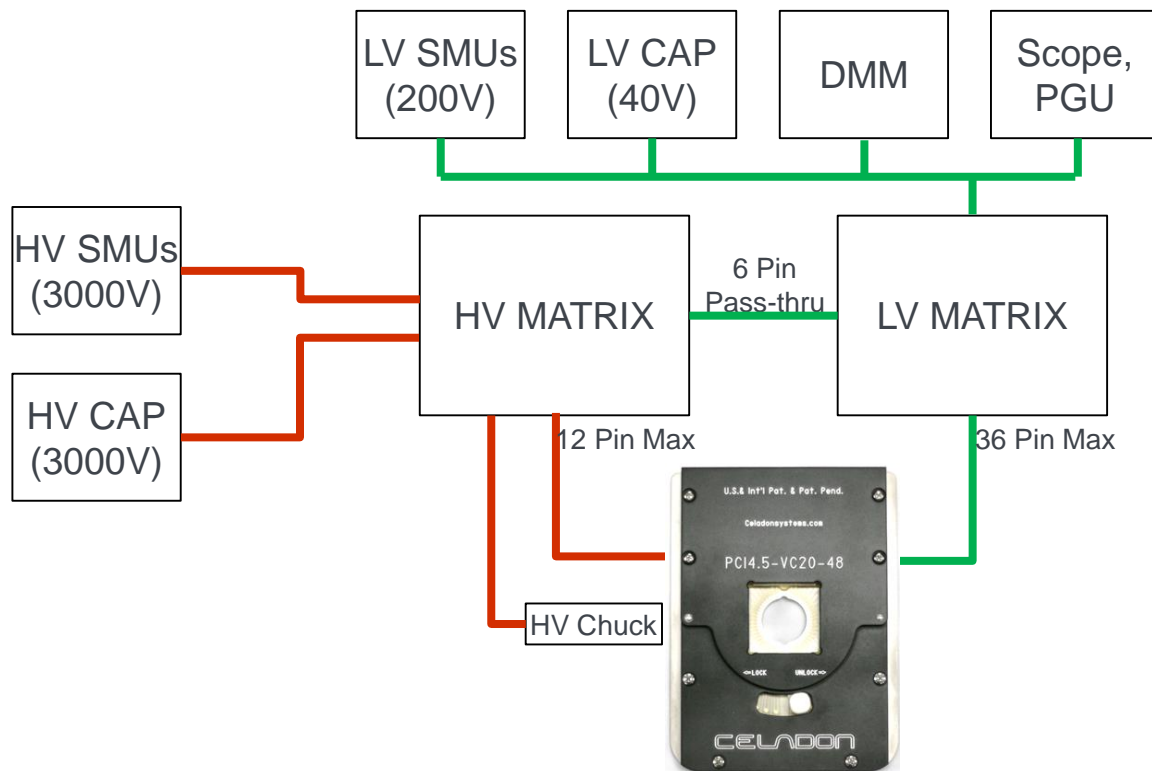 LV SMUs
(200V)
LV CAP
(40V)
DMM
Scope,
PGU
HV SMUs
(3000V)
HV CAP
(3000V)
HV MATRIX
6 Pin
Pass-thru
LV MATRIX
12 Pin Max
36 Pin Max
HV Chuck
U.S.& Int'l Pat. & Pat. Pend.
Celadonsystems.com
PCI4.5-VC20-48
<=LOCK UNLOCK=>
CELADON